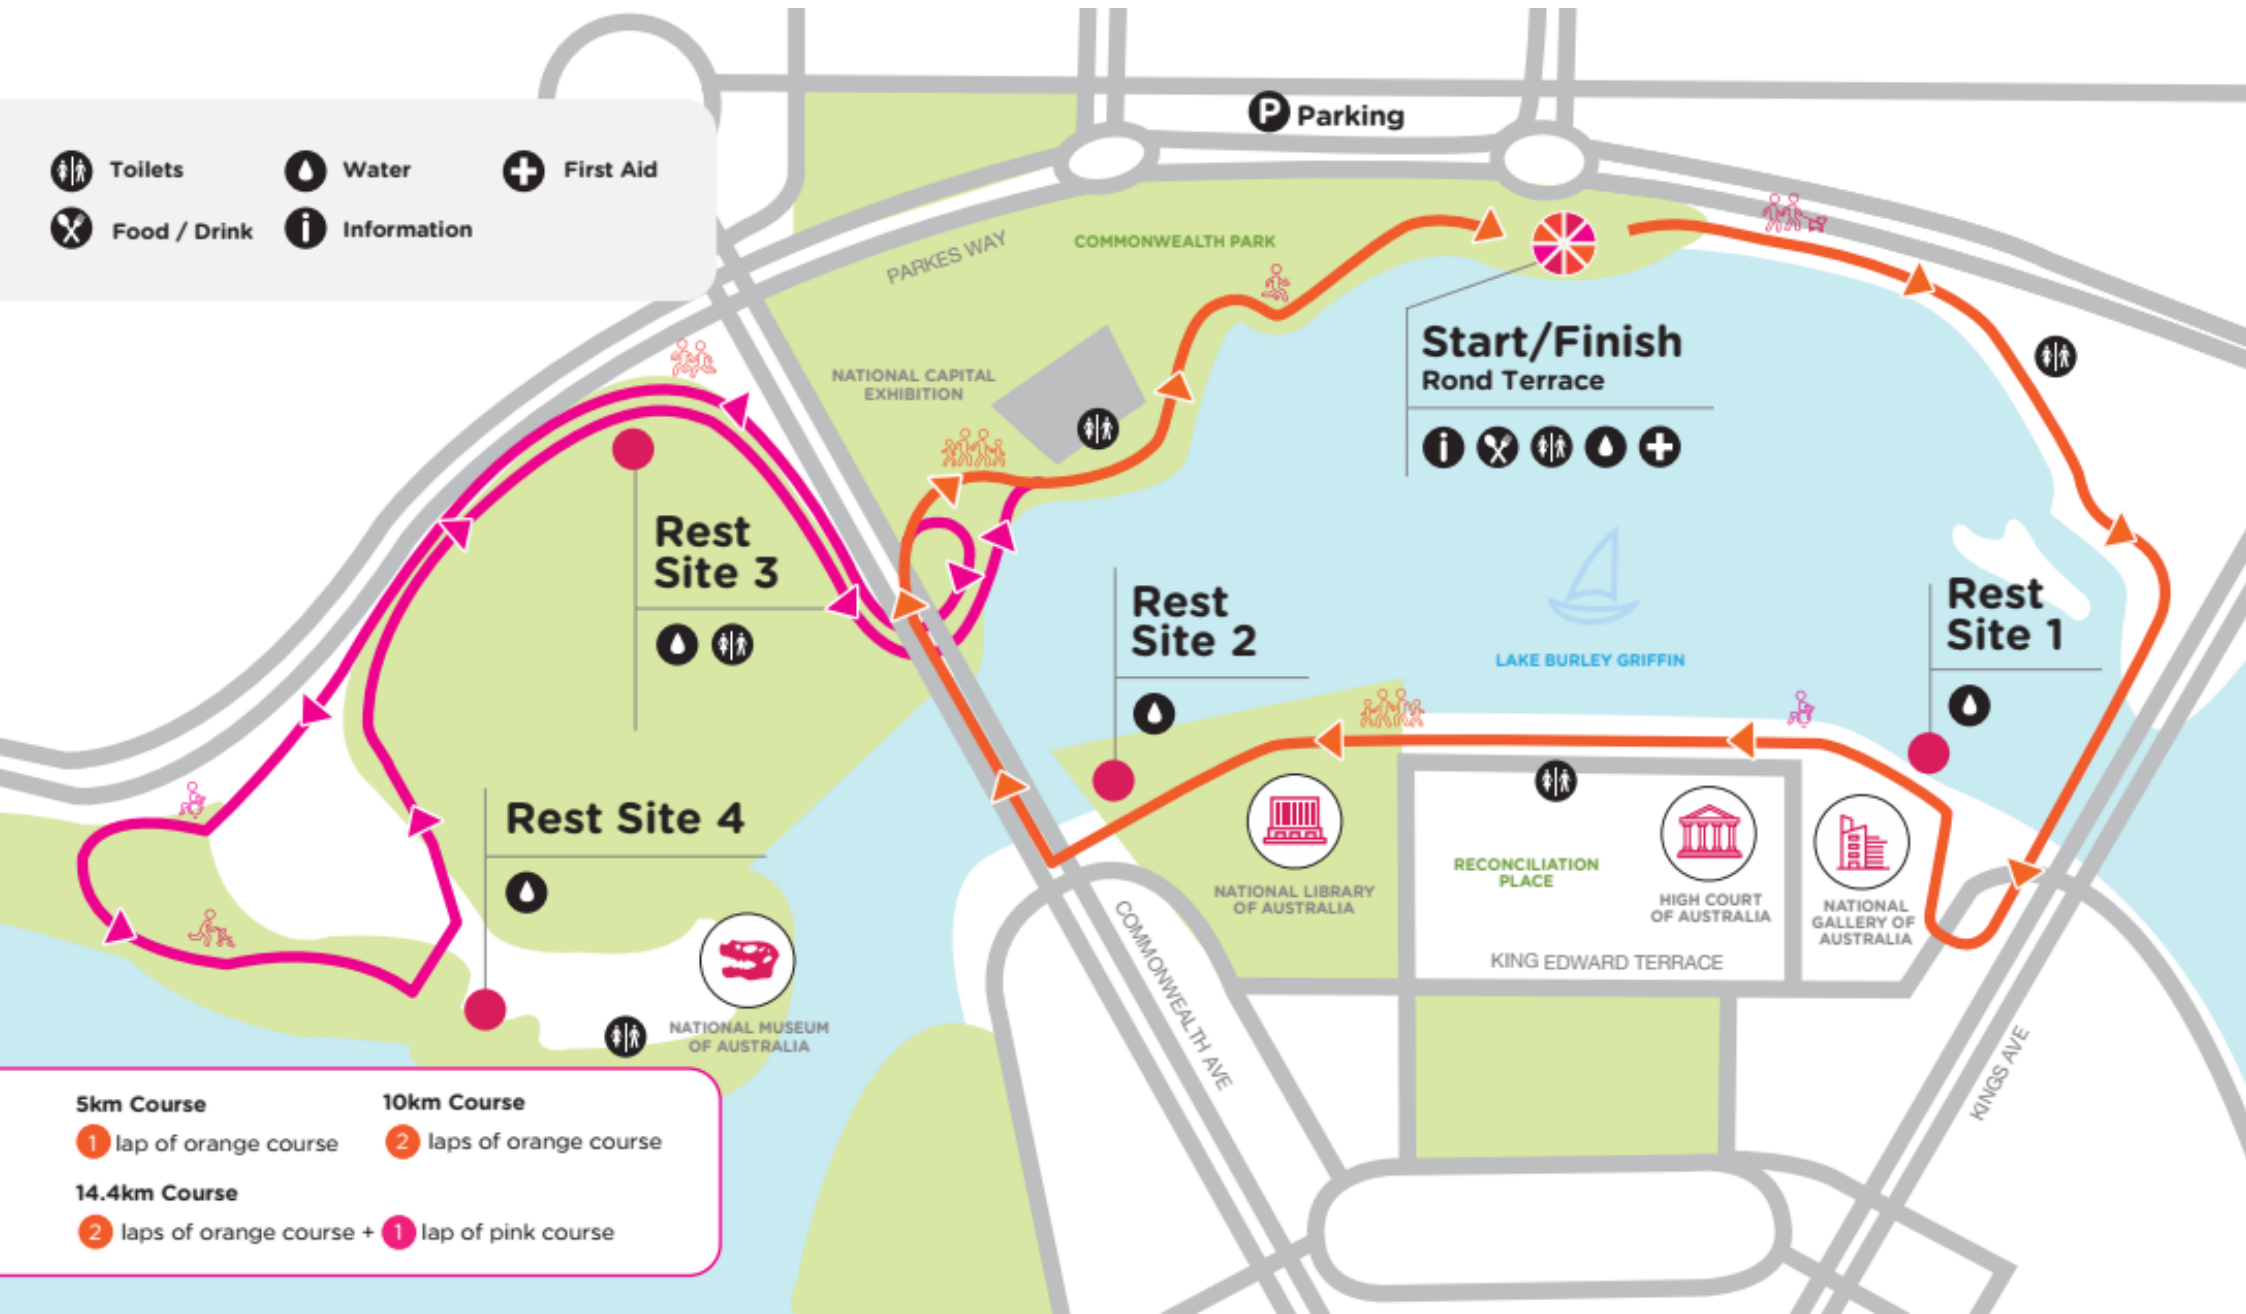 Toilets
Water
First Aid
Food / Drink
i
Information
P Parking
COMMONWEALTH PARK
PARKES WAY
NATIONAL CAPITAL
EXHIBITION
Start/Finish
Rond Terrace
i
Rest
Site 3
Rest
Site 2
LAKE BURLEY GRIFFIN
Rest
Site 1
Rest Site 4
NATIONAL LIBRARY
OF AUSTRALIA
RECONCILIATION
PLACE
HIGH COURT
OF AUSTRALIA
NATIONAL
GALLERY OF
AUSTRALIA
KING EDWARD TERRACE
COMMONWEALTH AVE
KINGS AVE
NATIONAL MUSEUM
OF AUSTRALIA
5km Course
1 lap of orange course
10km Course
2 laps of orange course
14.4km Course
2 laps of orange course + 1 lap of pink course